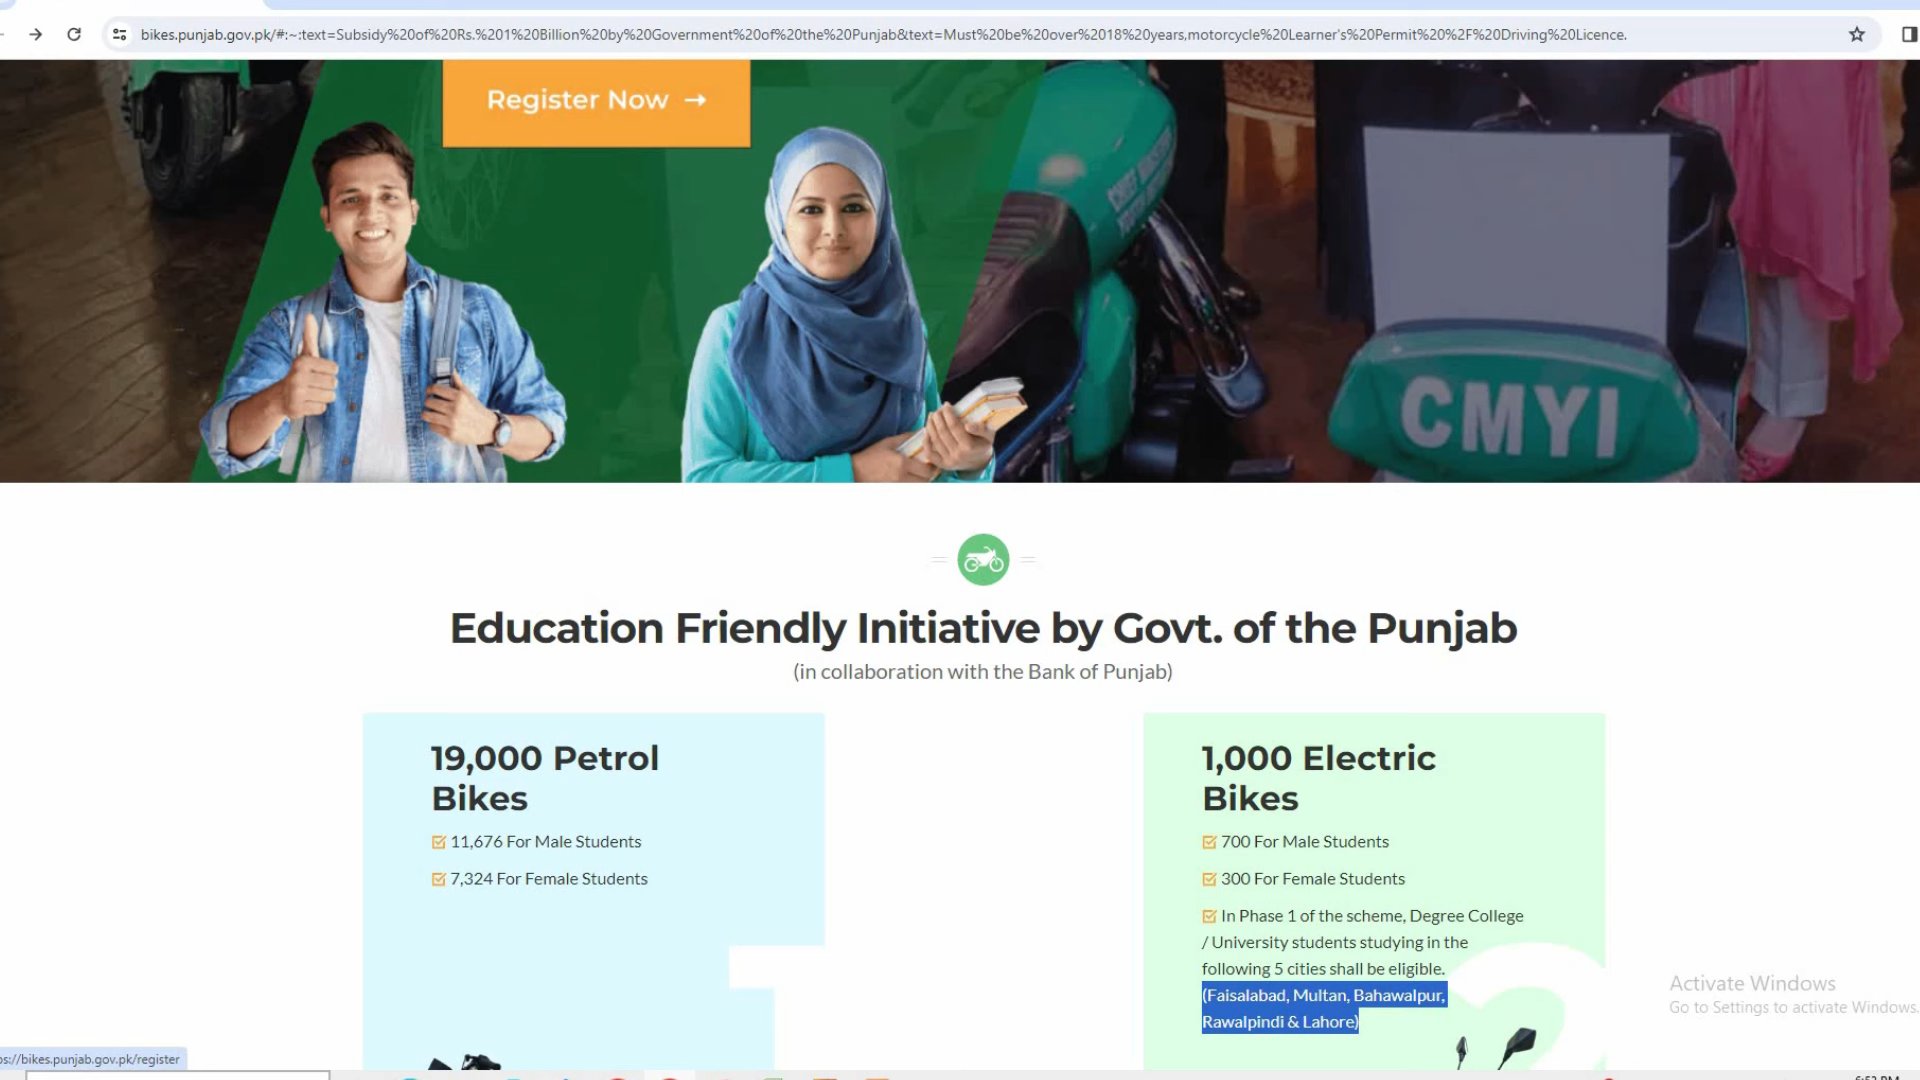 bikes.punjab.gov.pk/#:~:text=Subsidy%20of%20Rs.%201%20Billion%20by%20Government%20of%20the%20Punjab&text=Must%20be%20over%2018%20years,motorcycle%20Learner's%20Permit%20%2F%20Driving%20Licence.
Register Now →
CMYI
Education Friendly Initiative by Govt. of the Punjab
(in collaboration with the Bank of Punjab)
19,000 Petrol
Bikes
11,676 For Male Students
7,324 For Female Students
1,000 Electric
Bikes
700 For Male Students
300 For Female Students
In Phase 1 of the scheme, Degree College
/ University students studying in the
following 5 cities shall be eligible.
(Faisalabad, Multan, Bahawalpur,
Rawalpindi & Lahore)
Activate Windows
Go to Settings to activate Windows.
ps://bikes.punjab.gov.pk/register